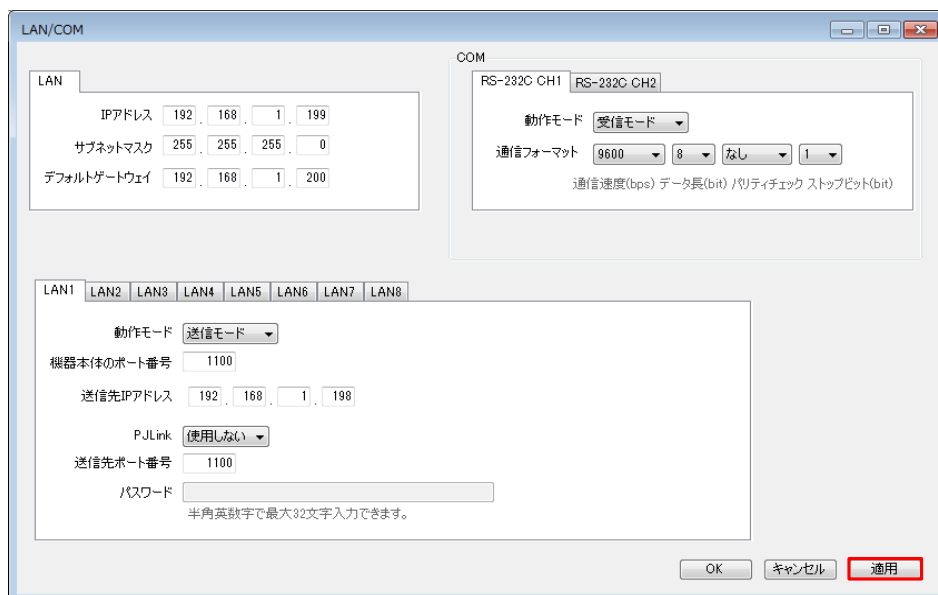 LAN/COM
LAN
IPアドレス 192 . 168 . 1 . 199
サブネットマスク 255 . 255 . 255 . 0
デフォルトゲートウェイ 192 . 168 . 1 . 200
COM
RS-232C CH1 RS-232C CH2
動作モード 受信モード
通信フォーマット 9600 8 なし 1
通信速度(bps) データ長(bit) パリティチェック ストップビット(bit)
LAN1 LAN2 LAN3 LAN4 LAN5 LAN6 LAN7 LAN8
動作モード 送信モード
機器本体のポート番号 1100
送信先IPアドレス 192 . 168 . 1 . 198
PJLink 使用しない
送信先ポート番号 1100
パスワード
半角英数字で最大32文字入力できます。
OK キャンセル 適用